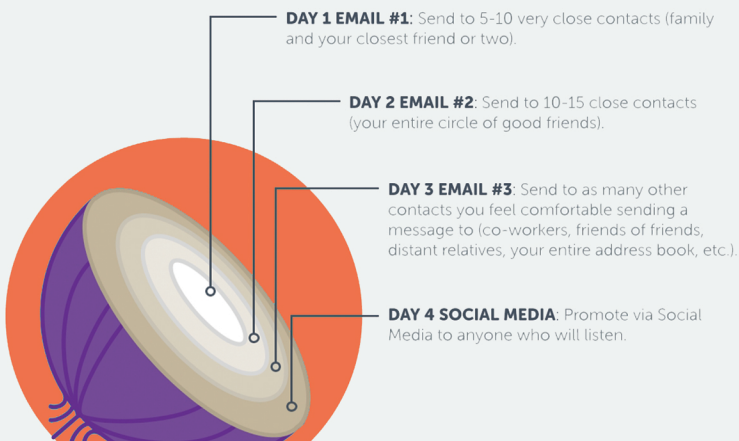 DAY 1 EMAIL #1: Send to 5-10 very close contacts (family
and your closest friend or two).
DAY 2 EMAIL #2: Send to 10-15 close contacts
(your entire circle of good friends).
DAY 3 EMAIL #3: Send to as many other
contacts you feel comfortable sending a
message to (co-workers, friends of friends,
distant relatives, your entire address book, etc.).
DAY 4 SOCIAL MEDIA: Promote via Social
Media to anyone who will listen.